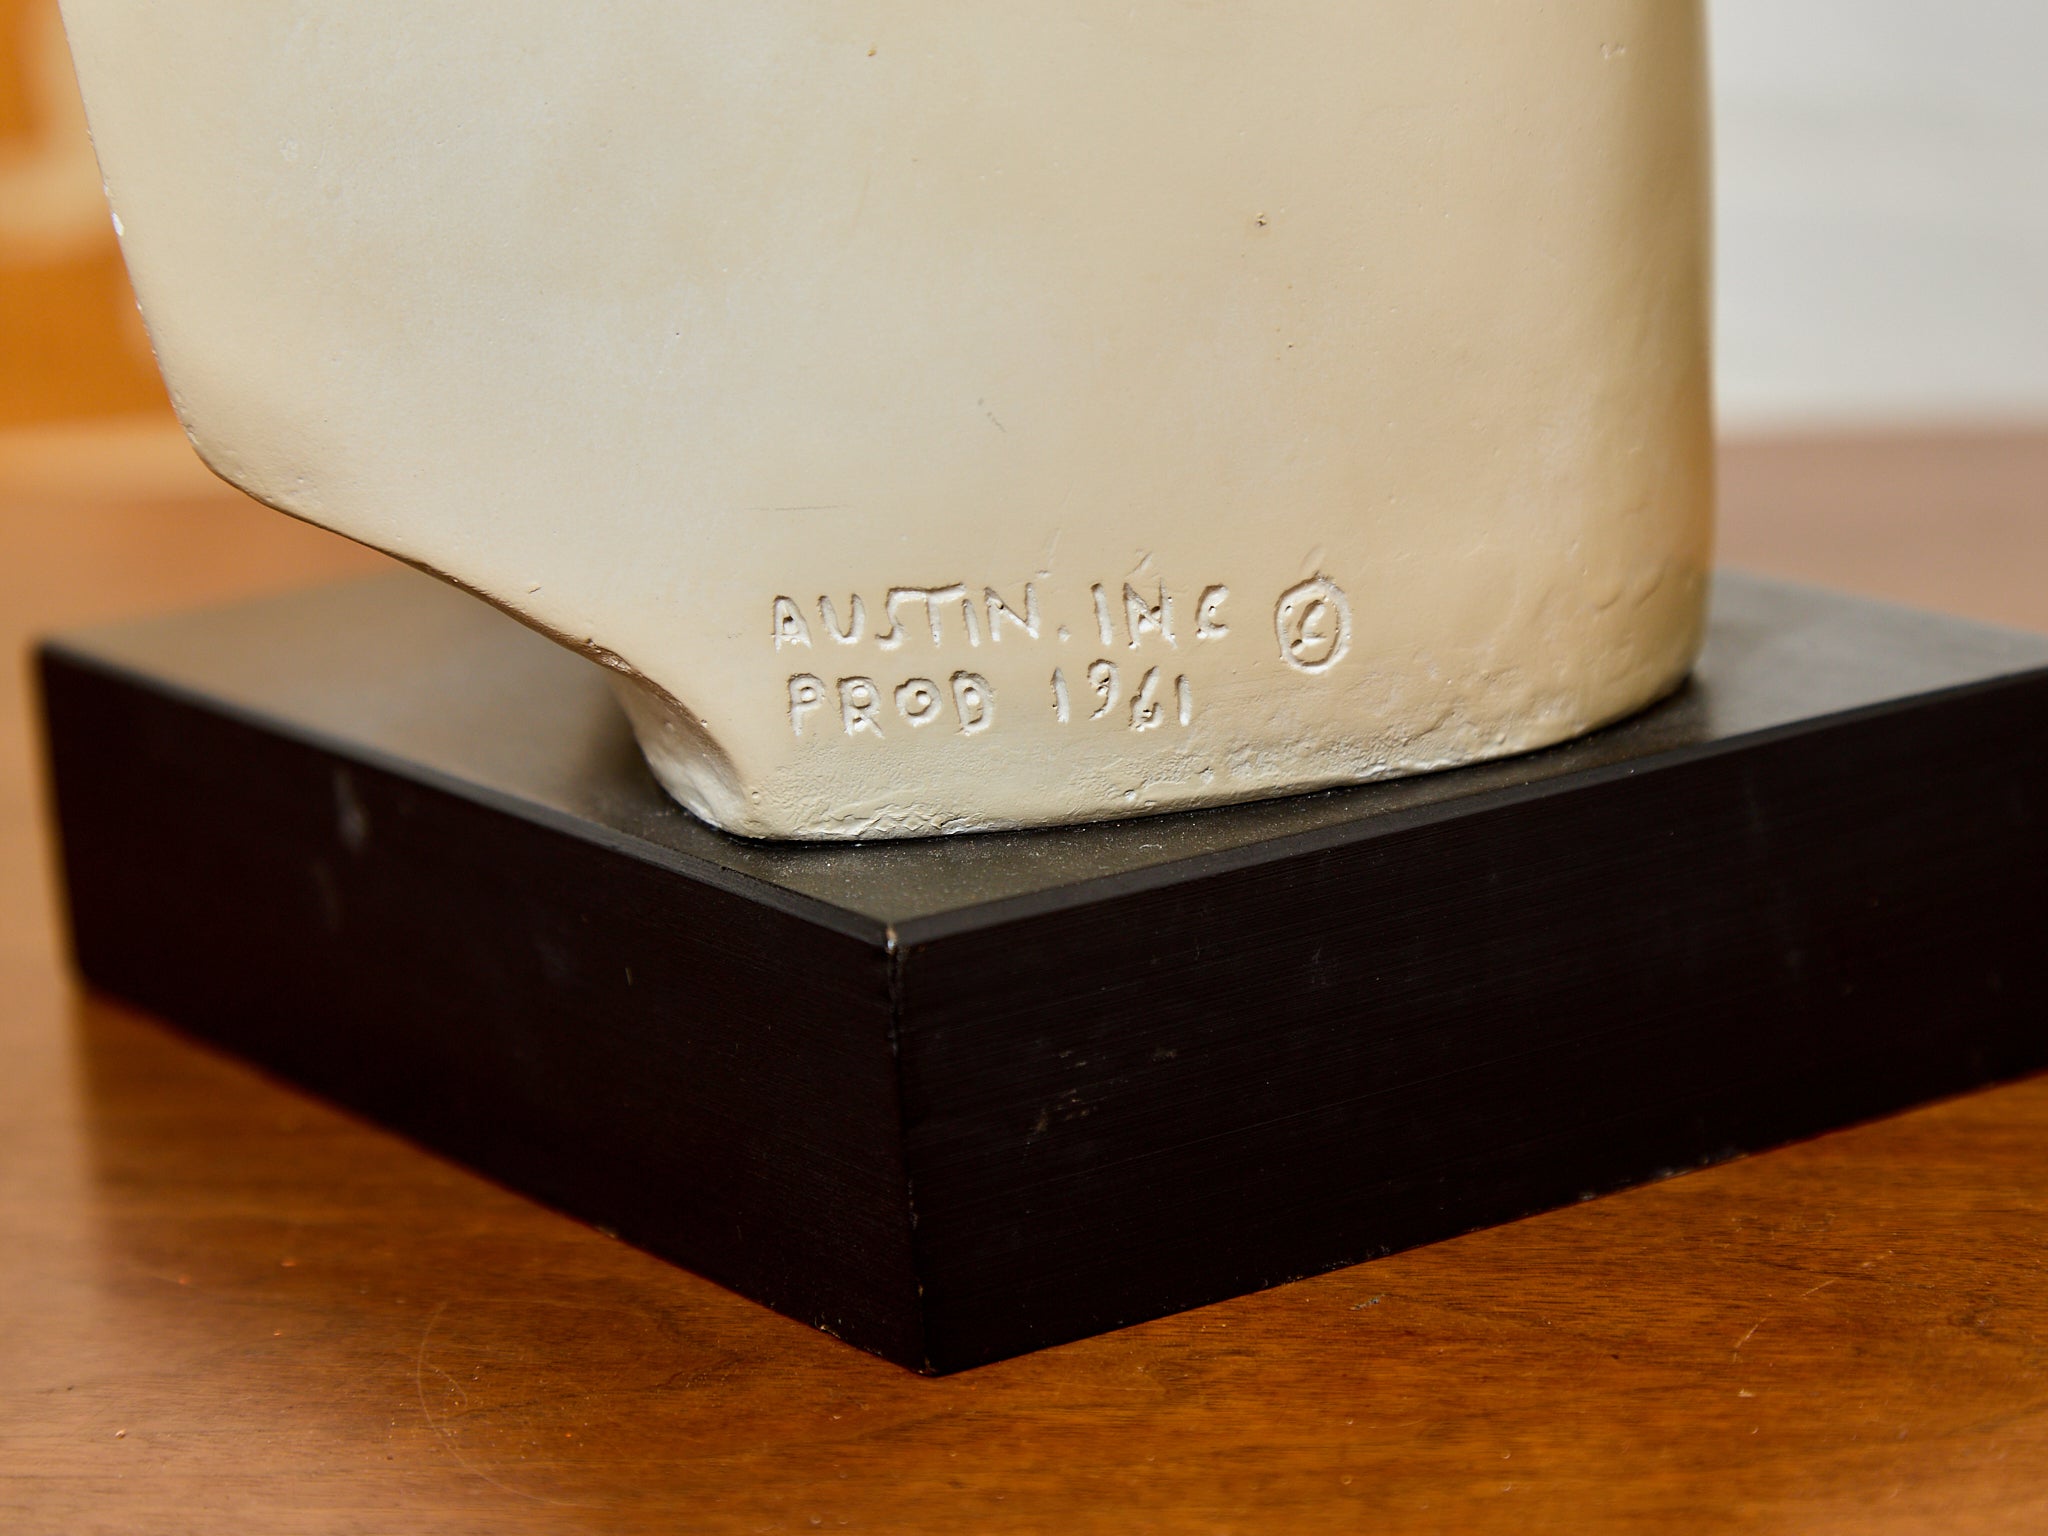 AUSTIN. INC ©
PROD 1961